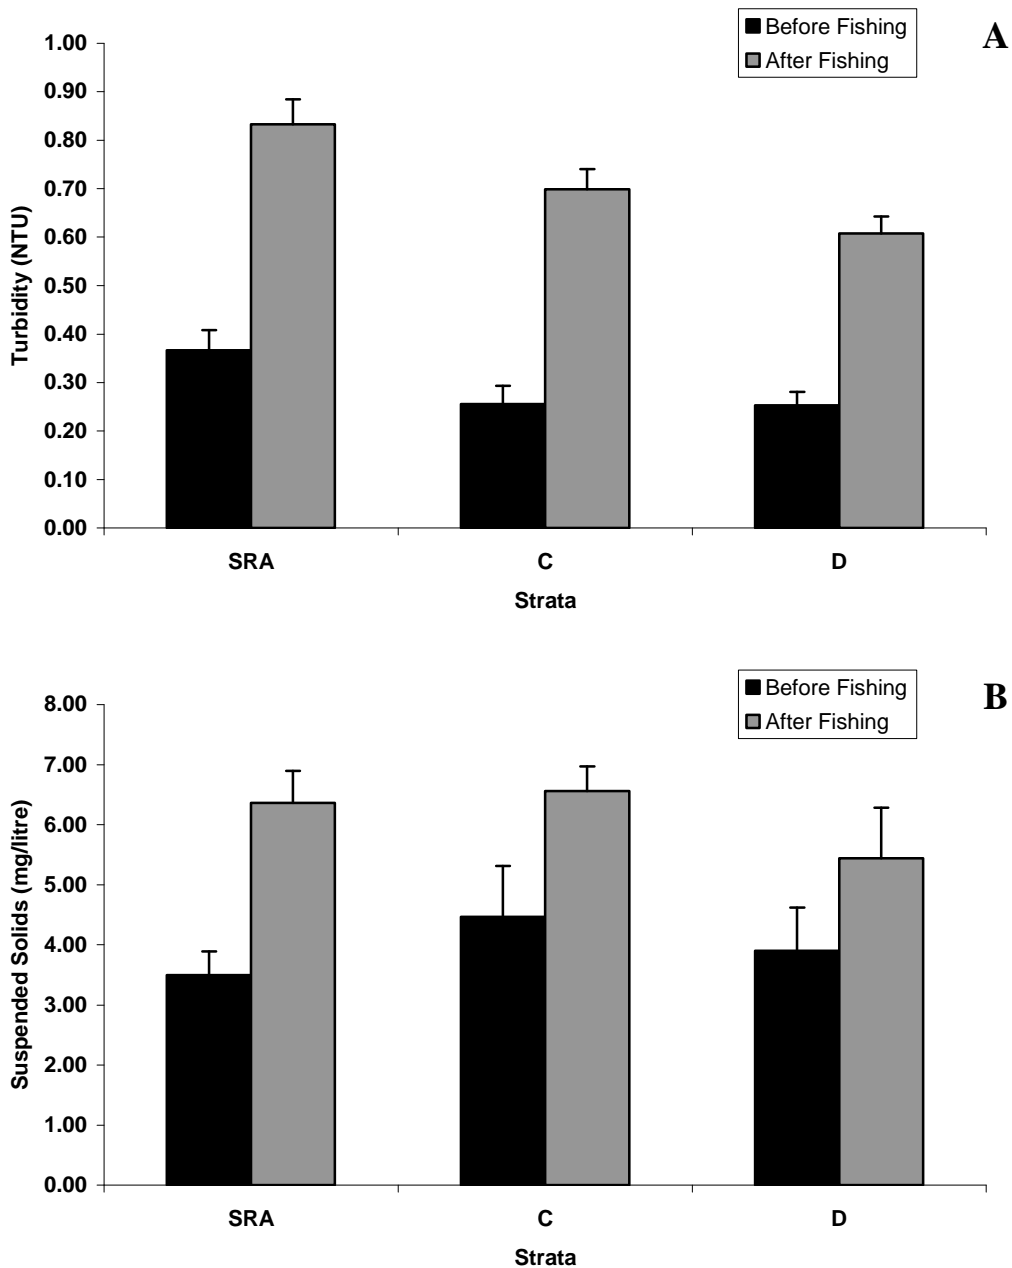 Before Fishing
After Fishing
A
1.00
0.90
0.80
0.70
0.60
0.50
0.40
0.30
0.20
0.10
0.00
Turbidity (NTU)
SRA C D
Strata
Before Fishing
After Fishing
B
8.00
7.00
6.00
5.00
4.00
3.00
2.00
1.00
0.00
Suspended Solids (mg/litre)
SRA C D
Strata